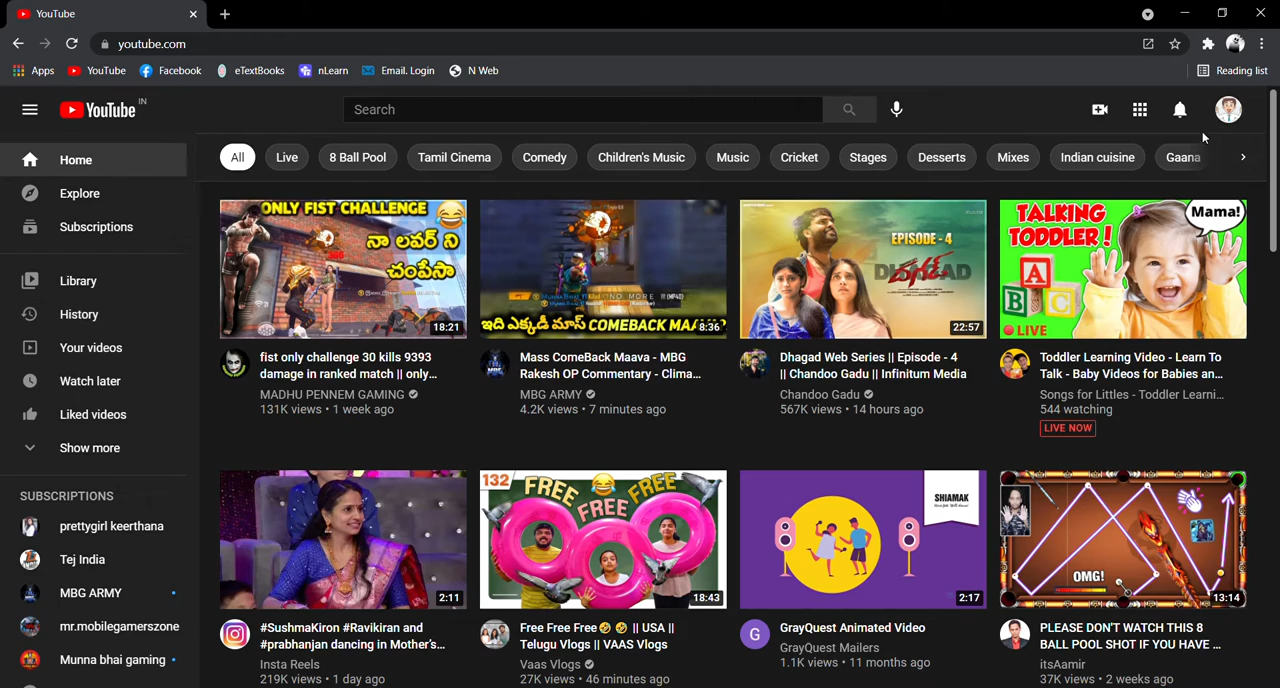 YouTube
youtube.com
Apps YouTube Facebook eTextBooks nLearn Email. Login N Web Reading list
YouTube IN
Search
Home
Explore
Subscriptions
Library
History
Your videos
Watch later
Liked videos
Show more
SUBSCRIPTIONS
prettygirl keerthana
Tej India
MBG ARMY
mr.mobilegamerszone
Munna bhai gaming
All Live 8 Ball Pool Tamil Cinema Comedy Children's Music Music Cricket Stages Desserts Mixes Indian cuisine Gaana
ONLY FIST CHALLENGE
నా లవర్ ని
చంపేసా
18:21
fist only challenge 30 kills 9393
damage in ranked match || only...
MADHU PENNEM GAMING
131K views • 1 week ago
ఇది ఎక్కడి మాస్ COMEBACK MA
8:36
Mass ComeBack Maava - MBG
Rakesh OP Commentary - Clima...
MBG ARMY
4.2K views • 7 minutes ago
EPISODE - 4
22:57
Dhagad Web Series || Episode - 4
|| Chandoo Gadu || Infinitum Media
Chandoo Gadu
567K views • 14 hours ago
TALKING
TODDLER!
Mama!
A
B C
LIVE
Toddler Learning Video - Learn To
Talk - Baby Videos for Babies an...
Songs for Littles - Toddler Learni...
544 watching
LIVE NOW
2:11
#SushmaKiron #Ravikiran and
#prabhanjan dancing in Mother's...
Insta Reels
219K views • 1 day ago
132
FREE FREE
FREE
18:43
Free Free Free🤣 🤣 || USA ||
Telugu Vlogs || VAAS Vlogs
Vaas Vlogs
27K views • 46 minutes ago
SHIAMAK
2:17
G
GrayQuest Animated Video
GrayQuest Mailers
1.1K views • 11 months ago
OMG!
13:14
PLEASE DON'T WATCH THIS 8
BALL POOL SHOT IF YOU HAVE ...
itsAamir
37K views • 2 weeks ago